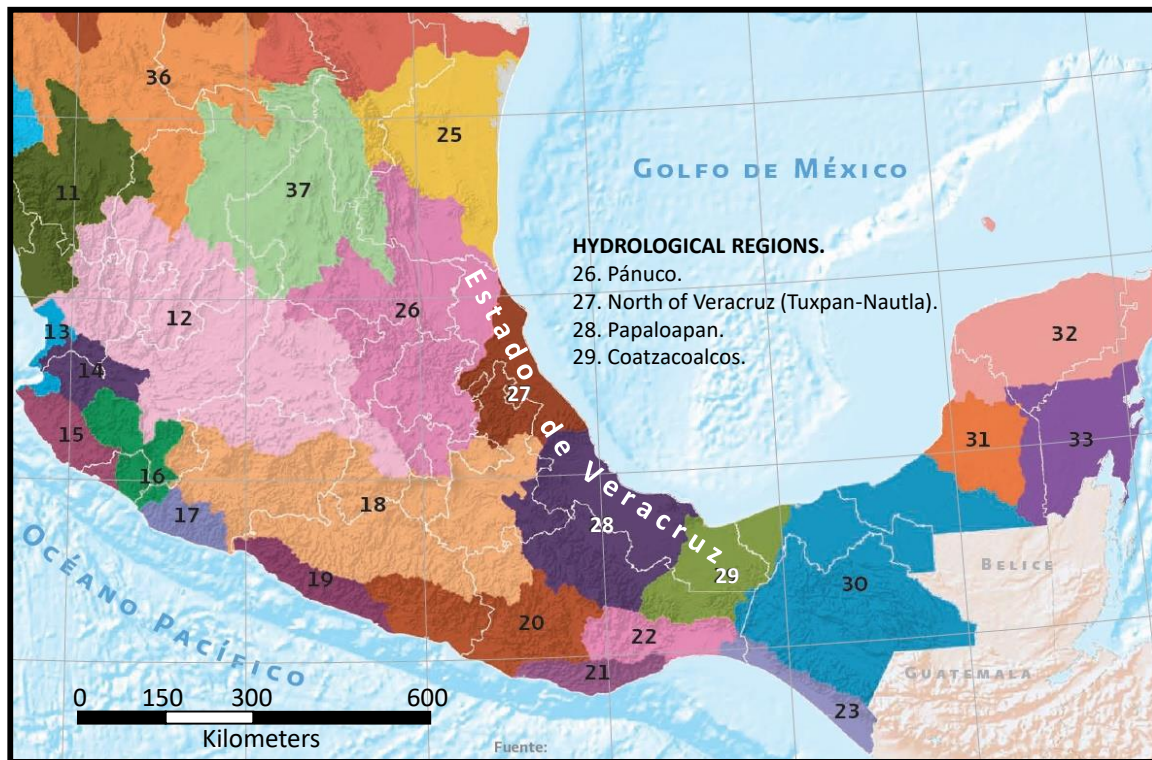 36
25
11
37
GOLFO DE MÉXICO
HYDROLOGICAL REGIONS.
26. Pánuco.
27. North of Veracruz (Tuxpan-Nautla).
28. Papaloapan.
29. Coatzacoalcos.
Estado de Veracruz
26
12
13
14
27
32
15
31
33
16
18
17
28
29
19
30
BELICE
OCÉANO PACÍFICO
20
22
21
GUATEMALA
23
0 150 300 600
Kilometers
Fuente: